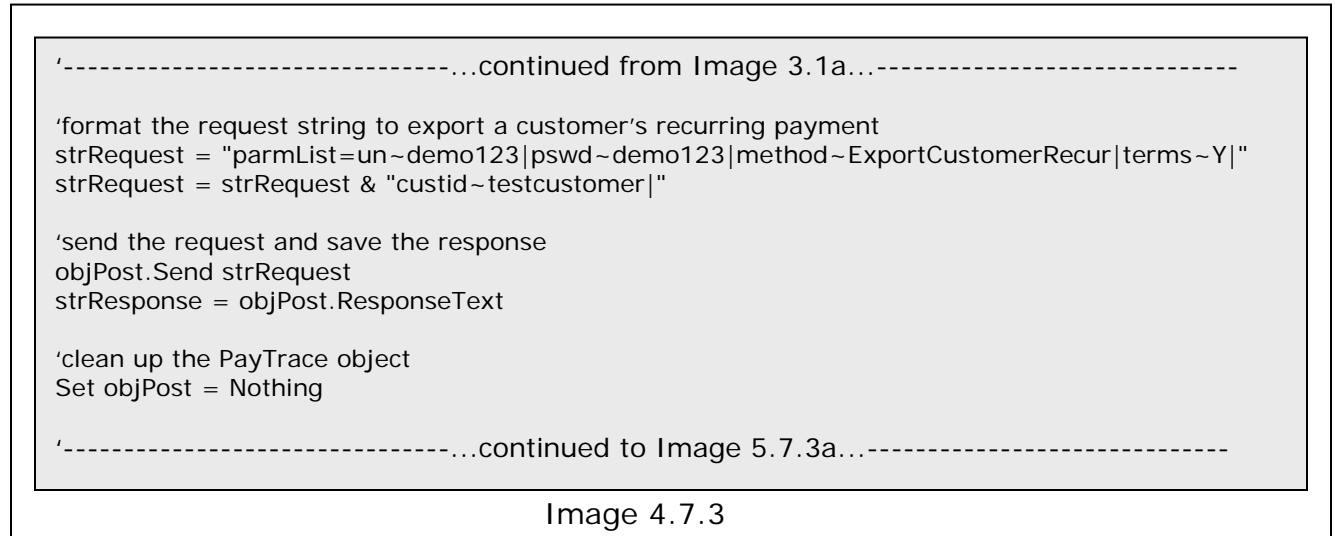 ‘--------------------------------…continued from Image 3.1a…------------------------------
‘format the request string to export a customer’s recurring payment
strRequest = "parmList=un~demo123|pswd~demo123|method~ExportCustomerRecur|terms~Y|"
strRequest = strRequest & "custid~testcustomer|"
‘send the request and save the response
objPost.Send strRequest
strResponse = objPost.ResponseText
‘clean up the PayTrace object
Set objPost = Nothing
‘--------------------------------…continued to Image 5.7.3a…------------------------------
Image 4.7.3